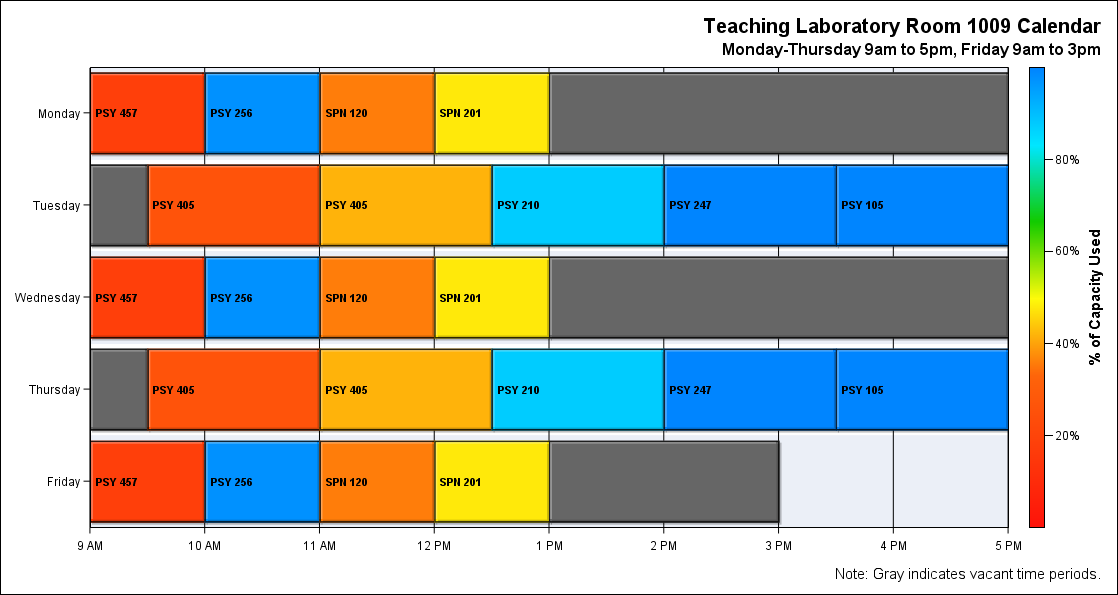 Teaching Laboratory Room 1009 Calendar
Monday-Thursday 9am to 5pm, Friday 9am to 3pm
Monday PSY 457 PSY 256 SPN 120 SPN 201
Tuesday PSY 405 PSY 405 PSY 210 PSY 247 PSY 105
Wednesday PSY 457 PSY 256 SPN 120 SPN 201
Thursday PSY 405 PSY 405 PSY 210 PSY 247 PSY 105
Friday PSY 457 PSY 256 SPN 120 SPN 201
9 AM 10 AM 11 AM 12 PM 1 PM 2 PM 3 PM 4 PM 5 PM
80%
60%
40%
20%
% of Capacity Used
Note: Gray indicates vacant time periods.